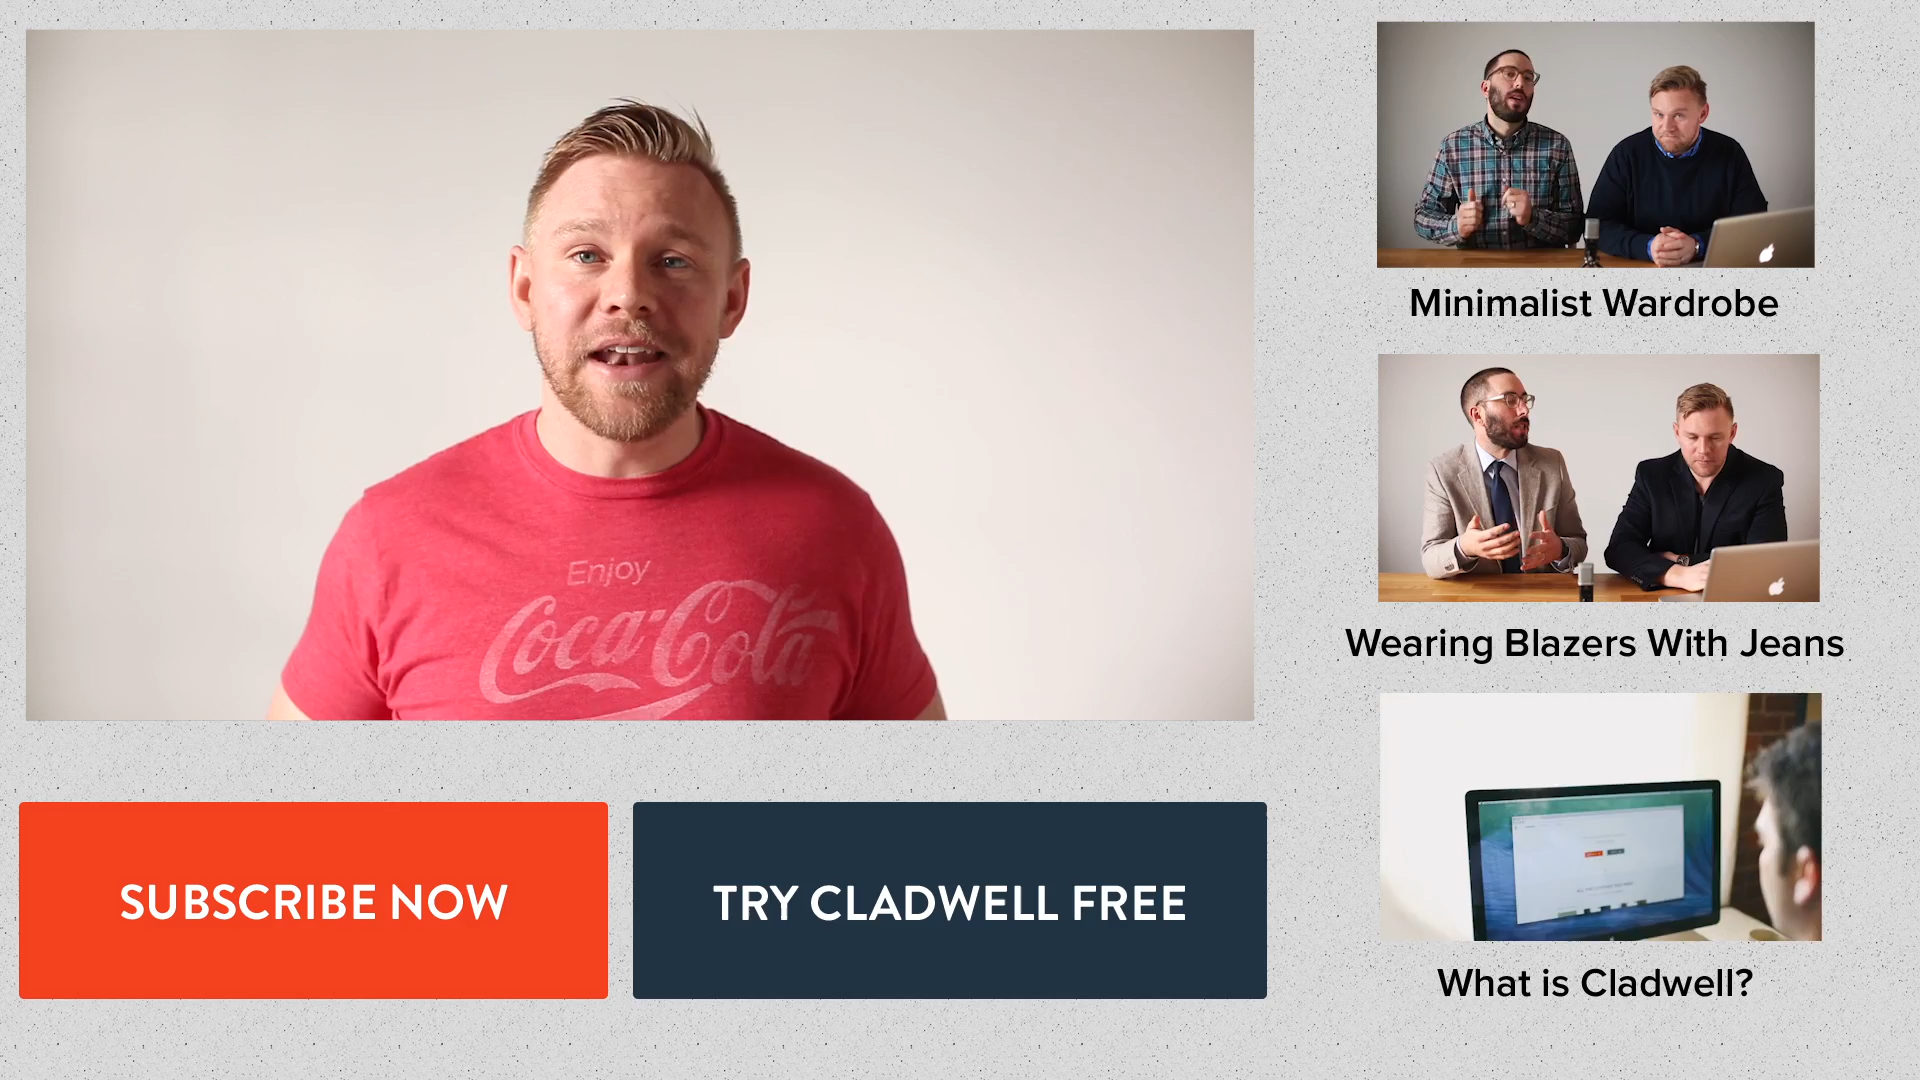 Enjoy
Coca-Cola
SUBSCRIBE NOW
TRY CLADWELL FREE
Minimalist Wardrobe
Wearing Blazers With Jeans
What is Cladwell?